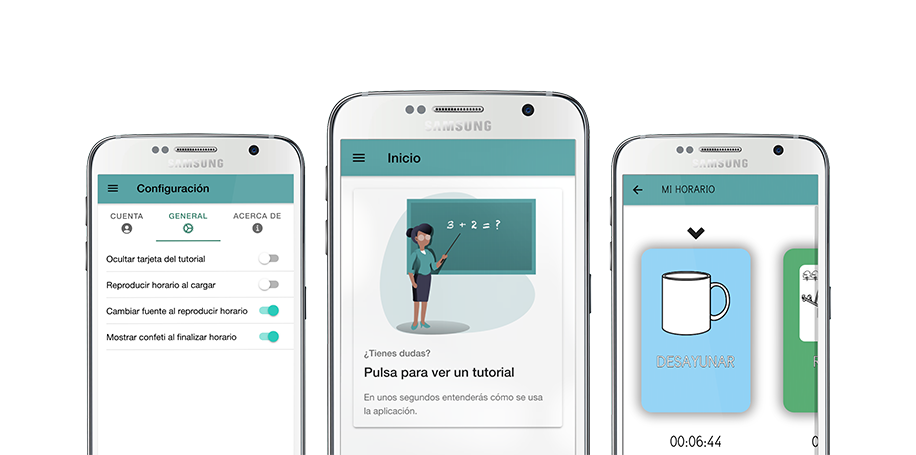 SAMSUNG
Configuración
CUENTA
GENERAL
ACERCA DE
Ocultar tarjeta del tutorial
Reproducir horario al cargar
Cambiar fuente al reproducir horario
Mostrar confeti al finalizar horario
SAMSUNG
Inicio
3 + 2 = ?
¿Tienes dudas?
Pulsa para ver un tutorial
En unos segundos entenderás cómo se usa
la aplicación.
SAMSUNG
MI HORARIO
DESAYUNAR
00:06:44